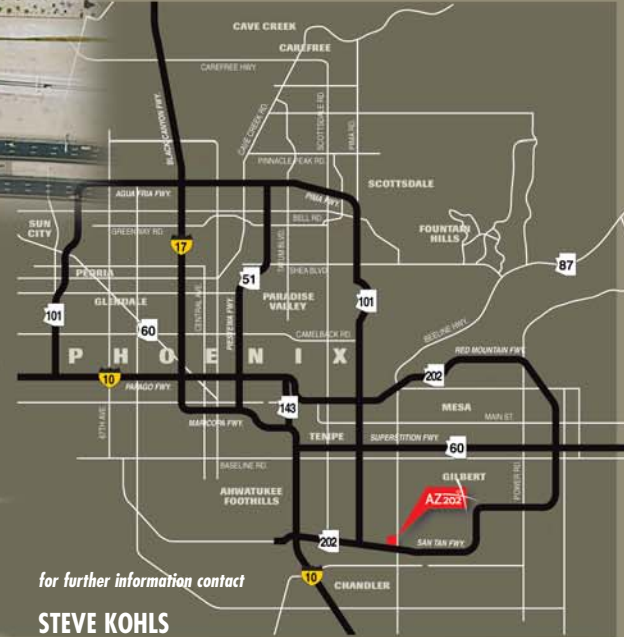 CAVE CREEK
CAREFREE
CAREFREE HWY.
BLACK CANYON FWY.
CAVE CREEK RD.
SCOTTSDALE RD.
PIMA RD.
PINNACLE PEAK RD.
SCOTTSDALE
AGUA FRIA FWY.
PIMA FWY.
BELL RD.
SUN CITY
GREENWAY RD.
17
TATUM BLVD.
FOUNTAIN HILLS
87
PEORIA
51
SHEA BLVD.
GLENDALE
CENTRAL AVE.
PIESTEWA FWY.
PARADISE VALLEY
101
101
60
CAMELBACK RD.
BEELINE HWY.
PHOENIX
RED MOUNTAIN FWY.
202
10
PAPAGO FWY.
143
67TH AVE.
MARICOPA FWY.
MESA
MAIN ST.
TEMPE
SUPERSTITION FWY.
60
BASELINE RD.
GILBERT
POWER RD.
AHWATUKEE FOOTHILLS
AZ202
202
SAN TAN FWY.
for further information contact
10
CHANDLER
STEVE KOHLS